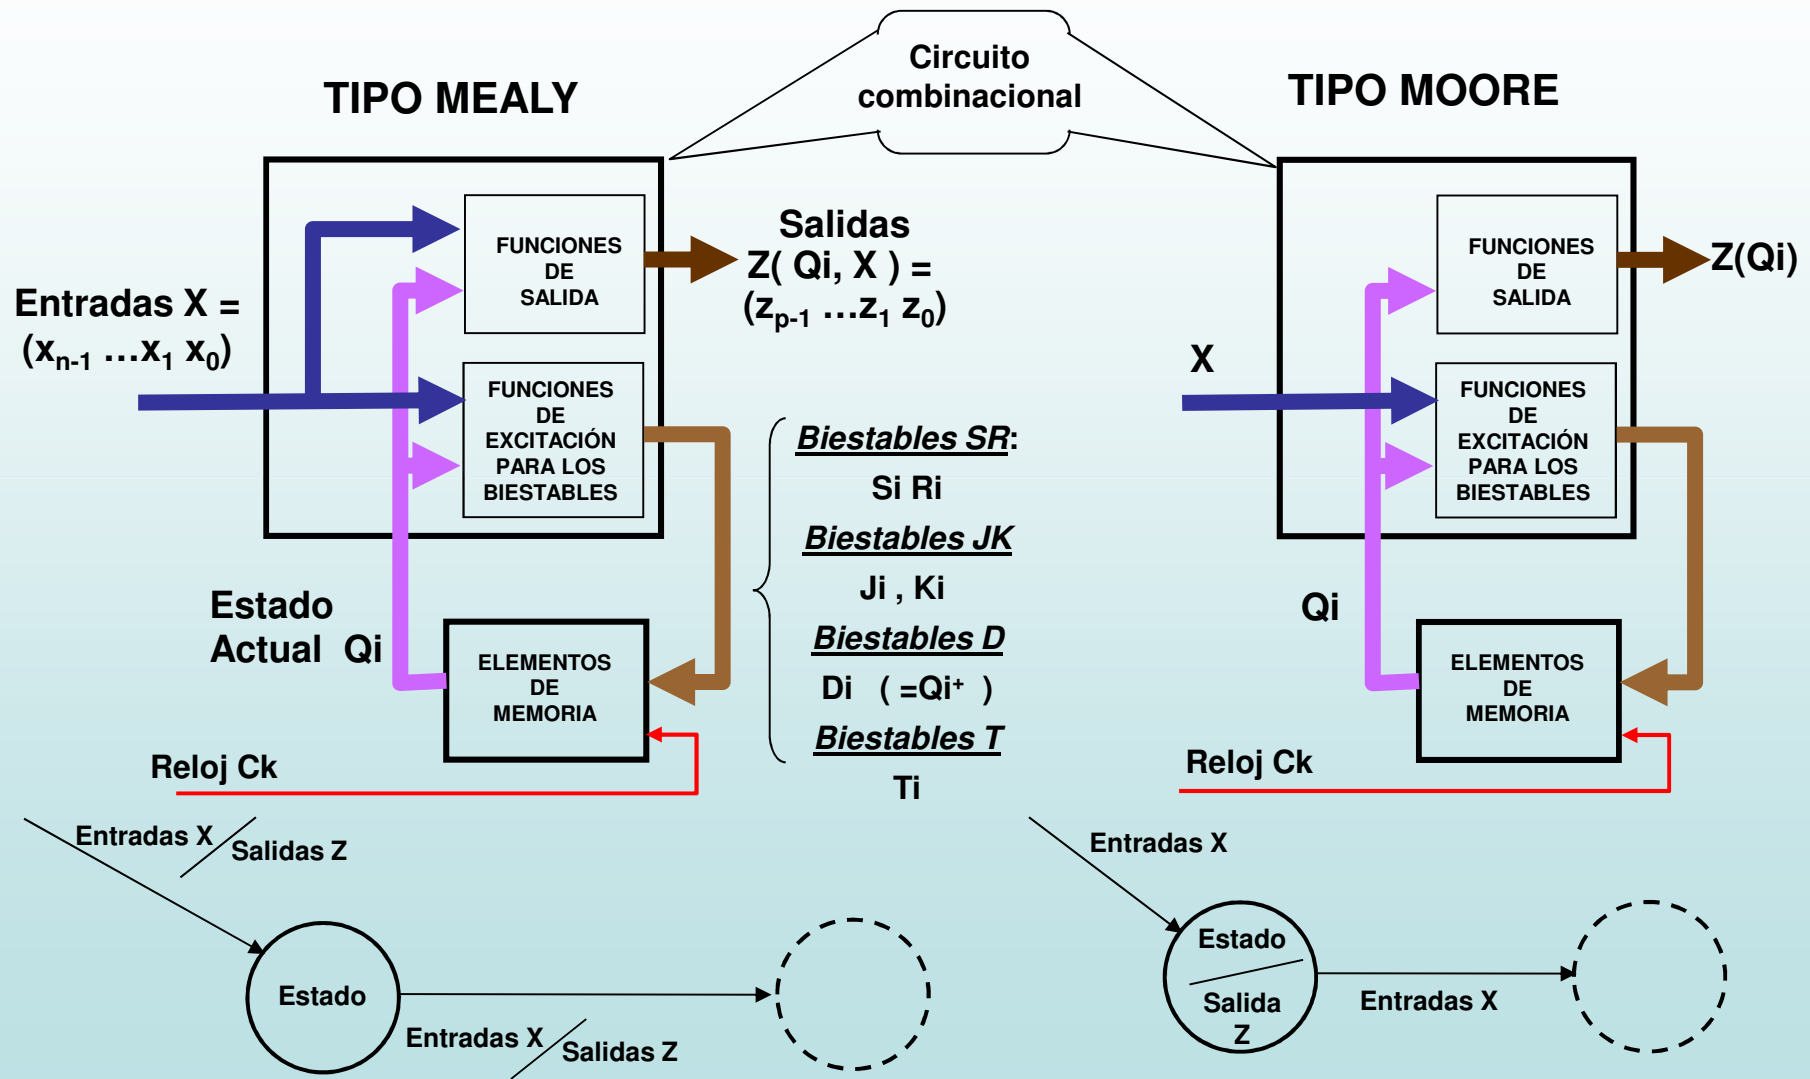 Circuito
combinacional
TIPO MEALY
TIPO MOORE
Entradas X =
(xn-1 …x1 x0)
FUNCIONES
DE
SALIDA
FUNCIONES
DE
EXCITACIÓN
PARA LOS
BIESTABLES
Salidas
Z( Qi, X ) =
(zp-1 …z1 z0)
Estado
Actual Qi
ELEMENTOS
DE
MEMORIA
Reloj Ck
Biestables SR:
Si Ri
Biestables JK
Ji , Ki
Biestables D
Di ( =Qi+ )
Biestables T
Ti
X
FUNCIONES
DE
SALIDA
Z(Qi)
FUNCIONES
DE
EXCITACIÓN
PARA LOS
BIESTABLES
Qi
ELEMENTOS
DE
MEMORIA
Reloj Ck
Entradas X
Salidas Z
Estado
Entradas X
Salidas Z
Entradas X
Estado
Salida
Z
Entradas X